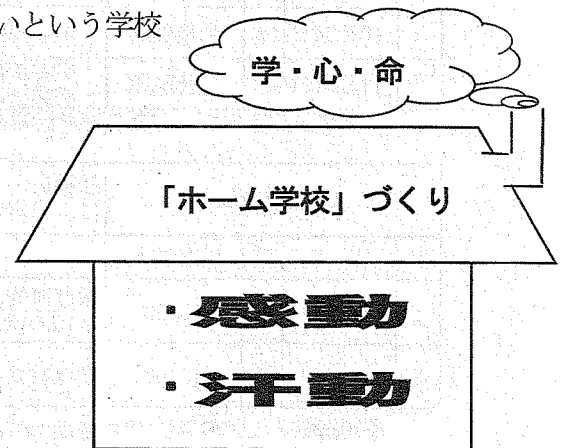 いという学校
学・心・命
「ホーム学校」づくり
・感動
・汗動